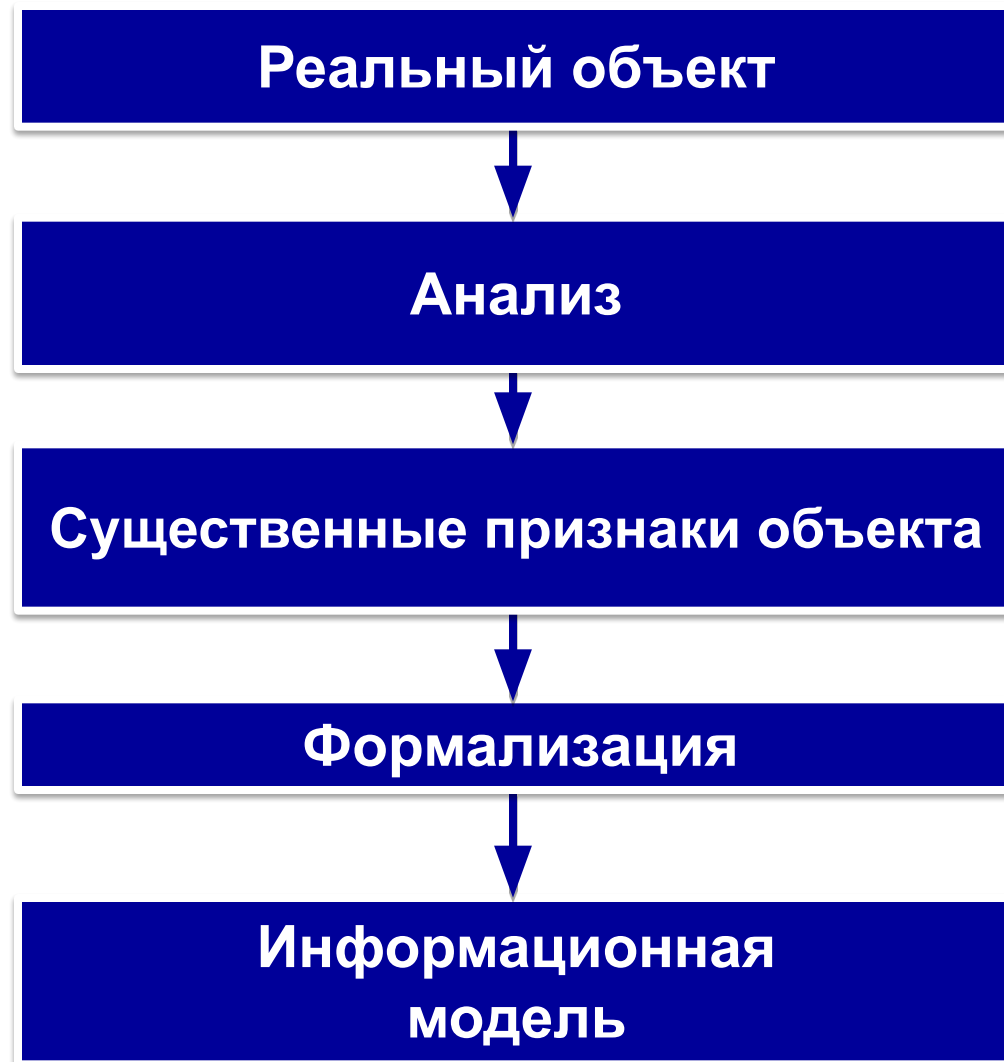 Реальный объект
Анализ
Существенные признаки объекта
Формализация
Информационная
модель